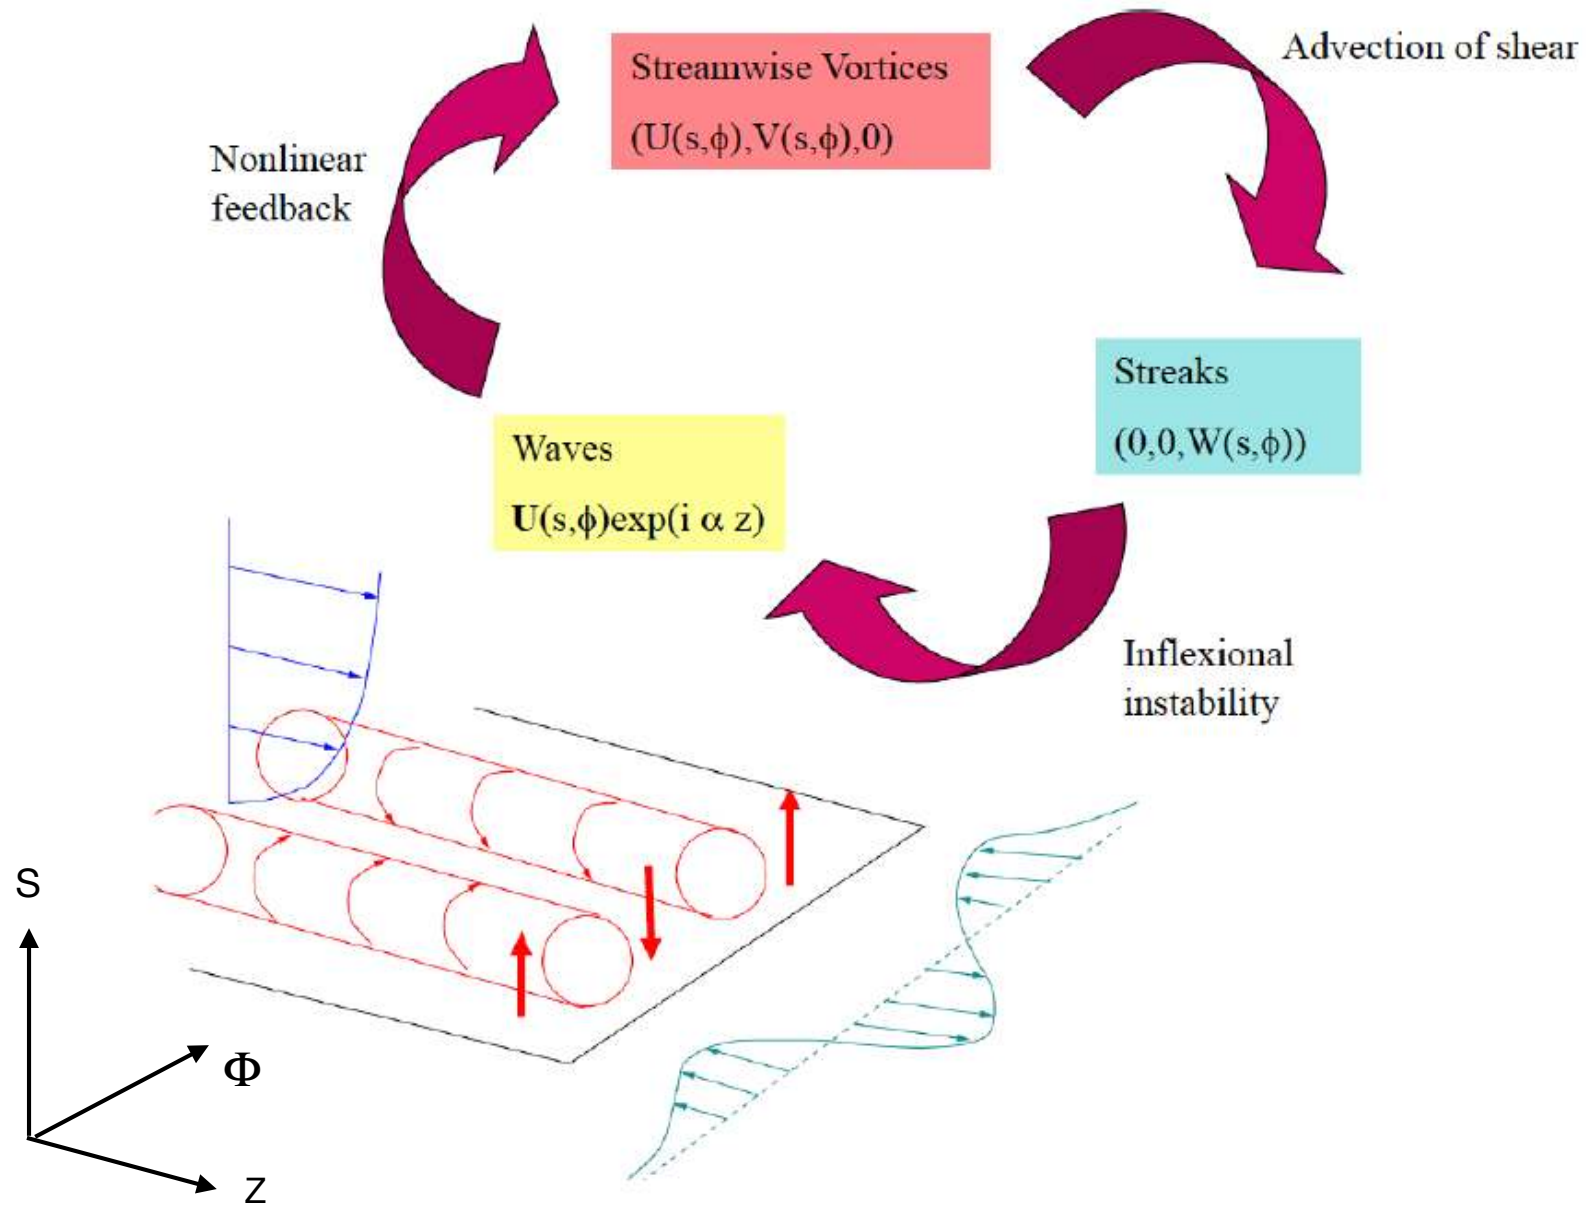 Streamwise Vortices
(U(s,ϕ),V(s,ϕ),0)
Advection of shear
Nonlinear
feedback
Streaks
(0,0,W(s,ϕ))
Waves
U(s,ϕ)exp(i α z)
Inflexional
instability
S
Φ
Z